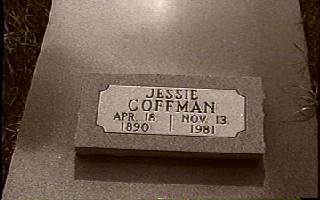 JESSIE
COFFMAN
APR. 18 | NOV. 13
1890 | 1981